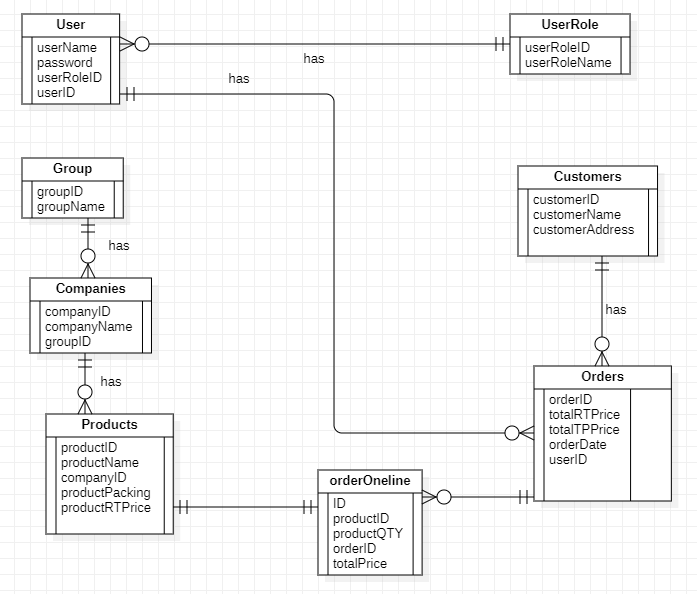 User
userName
password
userRoleID
userID
has
UserRole
userRoleID
userRoleName
has
Group
groupID
groupName
has
Companies
companyID
companyName
groupID
has
Products
productID
productName
companyID
productPacking
productRTPrice
Customers
customerID
customerName
customerAddress
has
Orders
orderID
totalRTPrice
totalTPPrice
orderDate
userID
orderOneline
ID
productID
productQTY
orderID
totalPrice